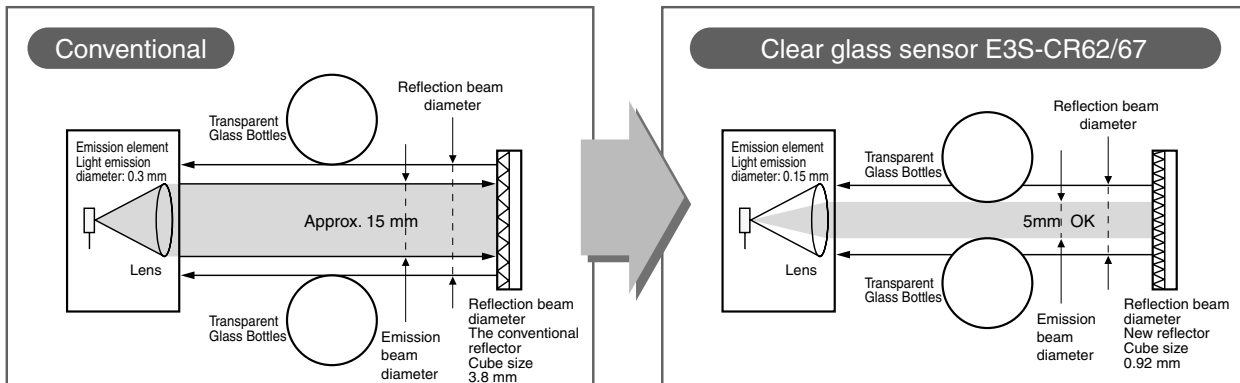 Conventional
Reflection beam
diameter
Transparent
Glass Bottles
Emission element
Light emission
diameter: 0.3 mm
Approx. 15 mm
Lens
Transparent
Glass Bottles
Emission
beam
diameter
Reflection beam
diameter
The conventional
reflector
Cube size
3.8 mm
Clear glass sensor E3S-CR62/67
Reflection beam
diameter
Transparent
Glass Bottles
Emission element
Light emission
diameter: 0.15 mm
5mm OK
Lens
Transparent
Glass Bottles
Emission
beam
diameter
Reflection beam
diameter
New reflector
Cube size
0.92 mm